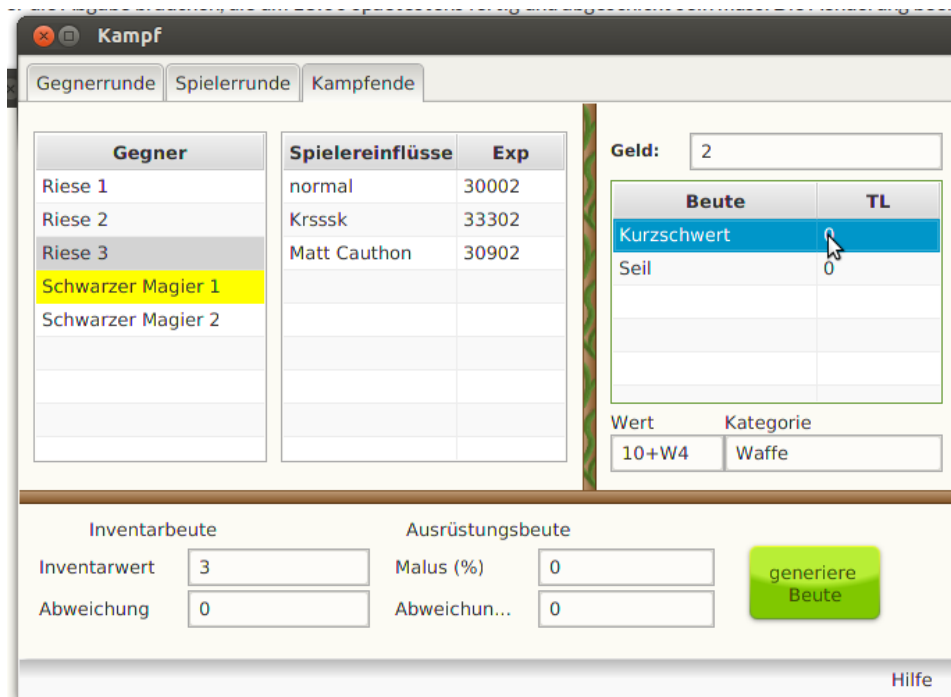 Kampf
Gegnerrunde Spielerrunde Kampfende
Gegner
Riese 1
Riese 2
Riese 3
Schwarzer Magier 1
Schwarzer Magier 2
Spielereinflüsse Exp
normal 30002
Krsssk 33302
Matt Cauthon 30902
Geld: 2
Beute TL
Kurzschwert 0
Seil 0
Wert Kategorie
10+W4 Waffe
Inventarbeute Ausrüstungsbeute
Inventarwert 3 Malus (%) 0
Abweichung 0 Abweichun... 0
generiere
Beute
Hilfe